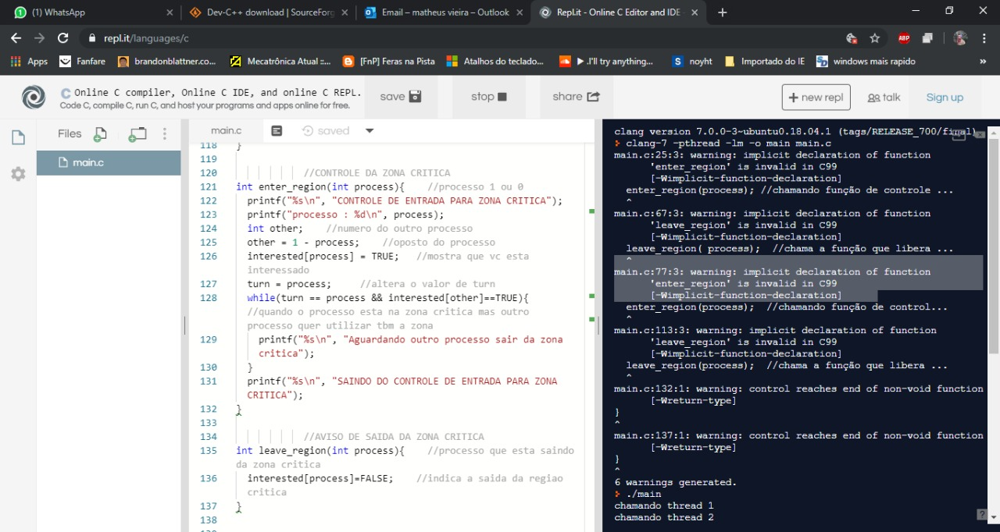 (1) WhatsApp
Dev-C++ download | SourceForg
Email – matheus vieira – Outlook
Repl.it - Online C Editor and IDE -
repl.it/languages/c
ABP
Apps
Fanfare
brandonblattner.co...
Mecatrônica Atual ::...
[FnP] Feras na Pista
Atalhos do teclado...
▶ .I'll try anything...
noyht
Importado do IE
windows mais rapido
»
C Online C compiler, Online C IDE, and online C REPL.
Code C, compile C, run C, and host your programs and apps online for free.
save
stop
share
+ new repl
talk
Sign up
Files
main.c
main.c
saved
118 }
119
120 //CONTROLE DA ZONA CRITICA
121 int enter_region(int process){ //processo 1 ou 0
122 printf("%s\n", "CONTROLE DE ENTRADA PARA ZONA CRITICA");
123 printf("processo : %d\n", process);
124 int other; //numero do outro processo
125 other = 1 - process; //oposto do processo
126 interested[process] = TRUE; //mostra que vc esta
interessado
127 turn = process; //altera o valor de turn
128 while(turn == process && interested[other]==TRUE){
//quando o processo esta na zona critica mas outro
processo quer utilizar tbm a zona
129 printf("%s\n", "Aguardando outro processo sair da zona
critica");
130 }
131 printf("%s\n", "SAINDO DO CONTROLE DE ENTRADA PARA ZONA
CRITICA");
132 }
133
134 //AVISO DE SAIDA DA ZONA CRITICA
135 int leave_region(int process){ //processo que esta saindo
da zona critica
136 interested[process]=FALSE; //indica a saida da regiao
critica
137 }
138
clang version 7.0.0-3~ubuntu0.18.04.1 (tags/RELEASE_700/final)
clang-7 -pthread -lm -o main main.c
main.c:25:3: warning: implicit declaration of function
'enter_region' is invalid in C99
[-Wimplicit-function-declaration]
enter_region(process); //chamando função de controle ...
^
main.c:67:3: warning: implicit declaration of function
'leave_region' is invalid in C99
[-Wimplicit-function-declaration]
leave_region( process); //chama a função que libera ...
^
main.c:77:3: warning: implicit declaration of function
'enter_region' is invalid in C99
[-Wimplicit-function-declaration]
enter_region(process); //chamando função de control...
^
main.c:113:3: warning: implicit declaration of function
'leave_region' is invalid in C99
[-Wimplicit-function-declaration]
leave_region(process); //chama a função que libera ...
^
main.c:132:1: warning: control reaches end of non-void function
[-Wreturn-type]
}
^
main.c:137:1: warning: control reaches end of non-void function
[-Wreturn-type]
}
^
6 warnings generated.
./main
chamando thread 1
chamando thread 2
?